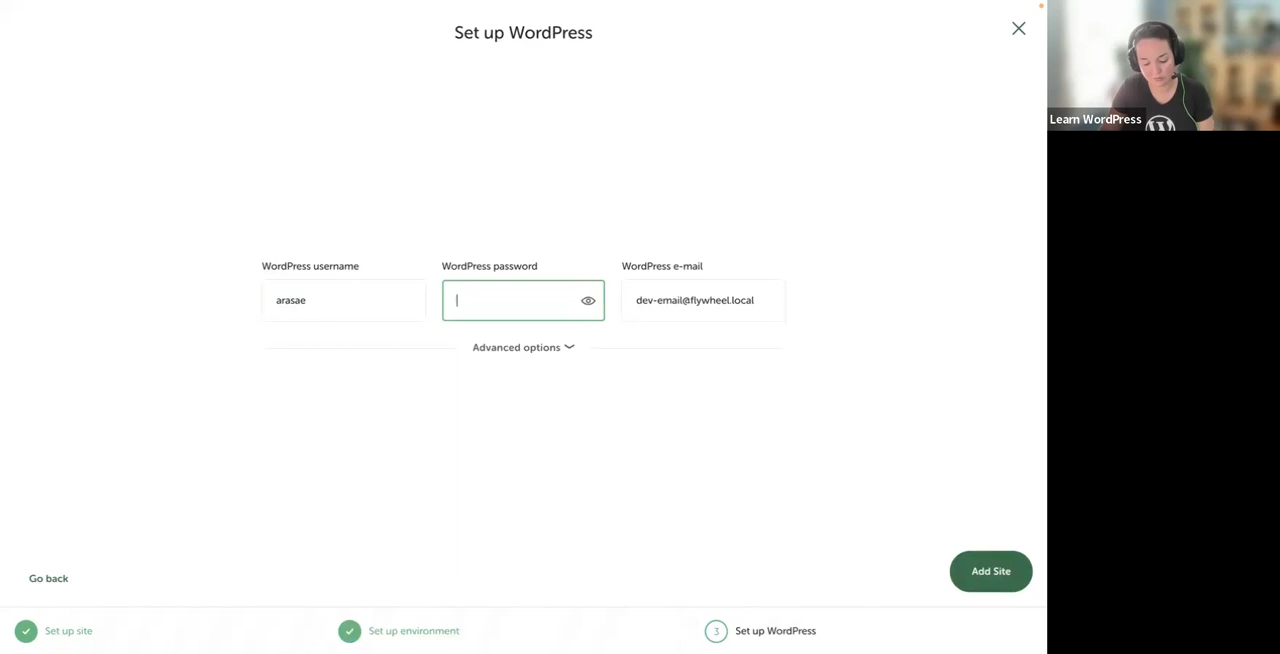 Set up WordPress
Learn WordPress
WordPress username
WordPress password
WordPress e-mail
arasae
dev-email@flywheel.local
Advanced options
Go back
Add Site
Set up site
Set up environment
3 Set up WordPress